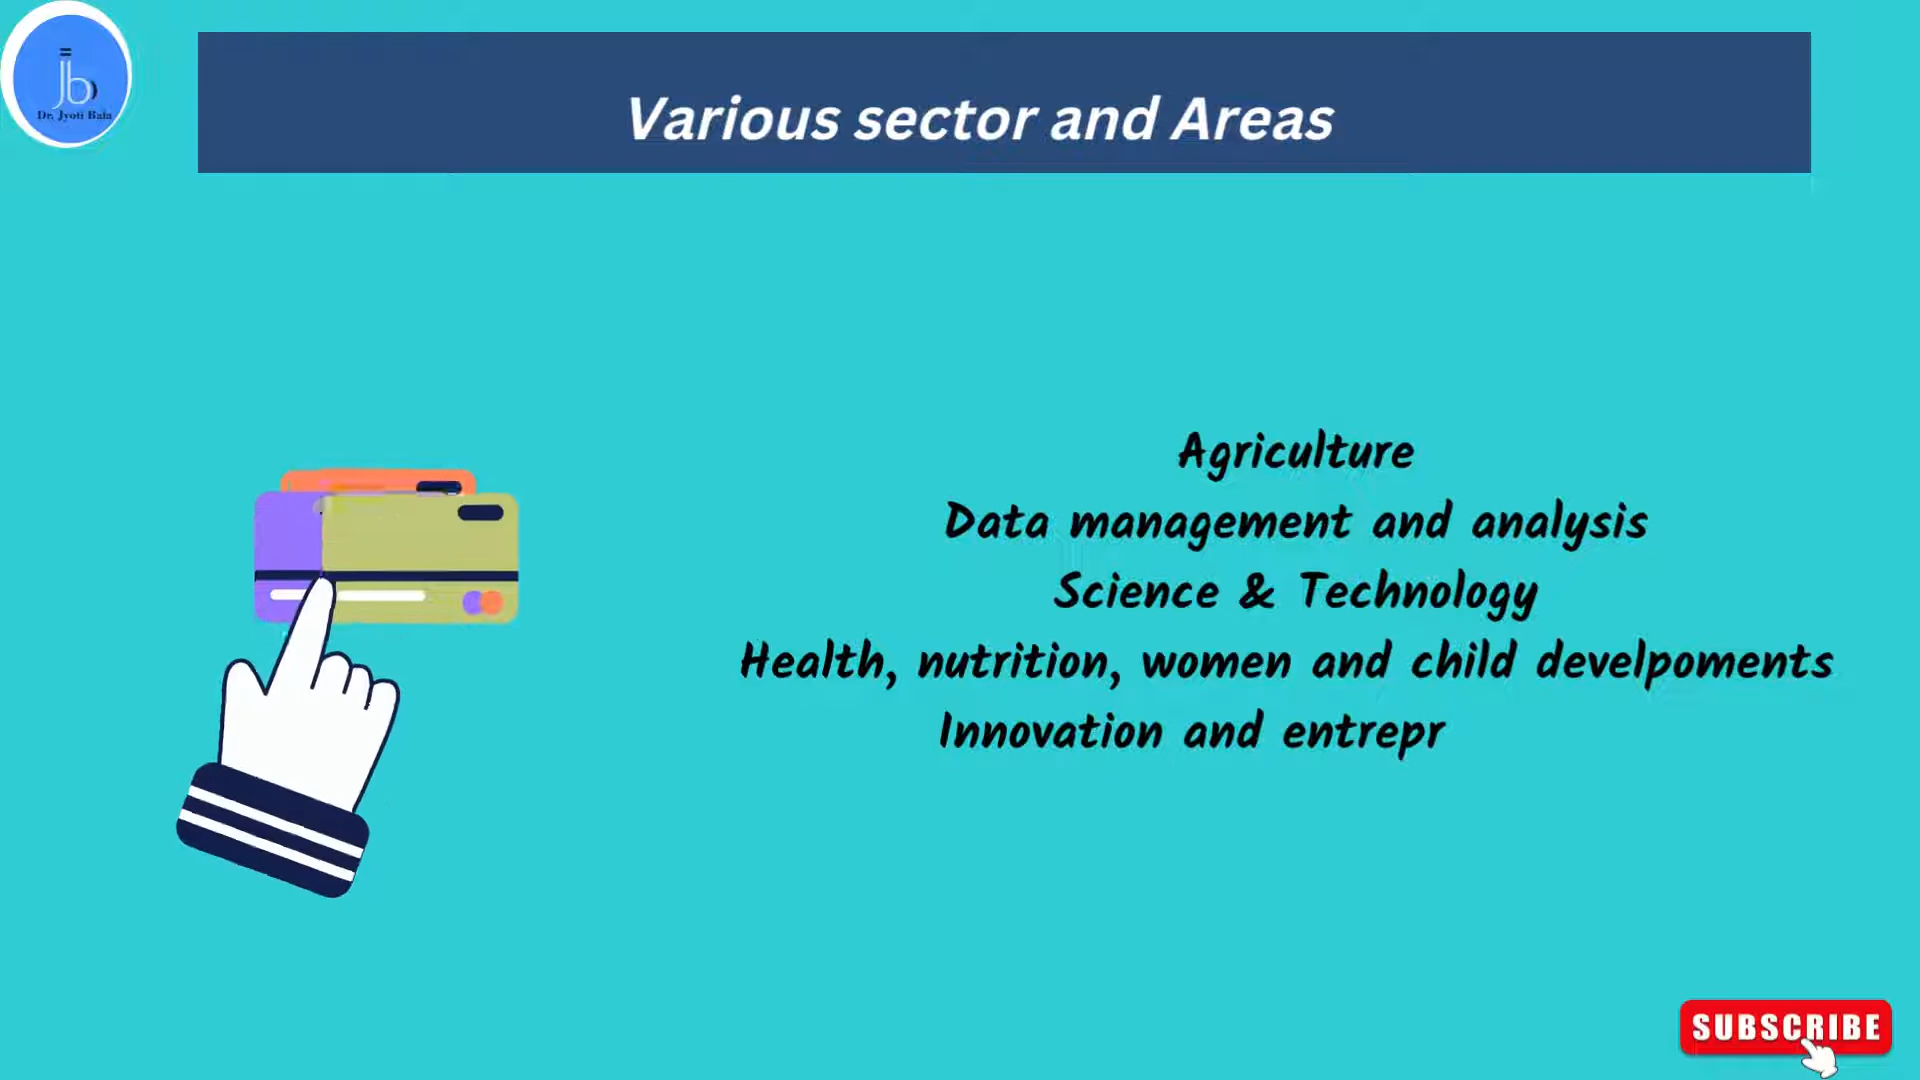 jb
Dr. Jyoti Bala
Various sector and Areas
Agriculture
Data management and analysis
Science & Technology
Health, nutrition, women and child develpoments
Innovation and entrepr
SUBSCRIBE